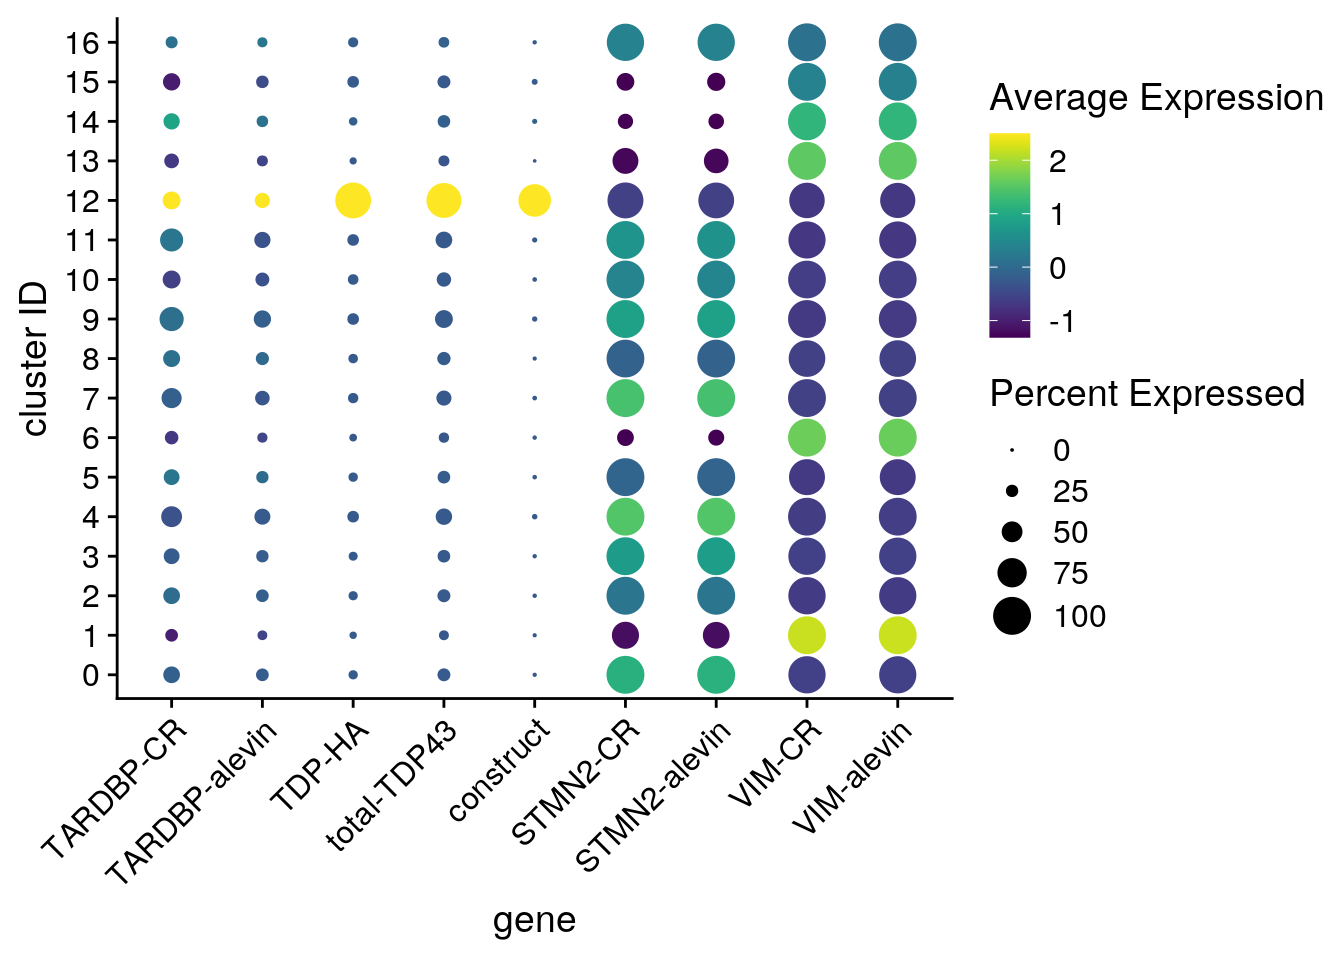 16
15
14
13
12
11
10
9
8
7
6
5
4
3
2
1
0
cluster ID
TARDBP-CR
TARDBP-alevin
TDP-HA
total-TDP43
construct
STMN2-CR
STMN2-alevin
VIM-CR
VIM-alevin
gene
Average Expression
2
1
0
-1
Percent Expressed
0
25
50
75
100